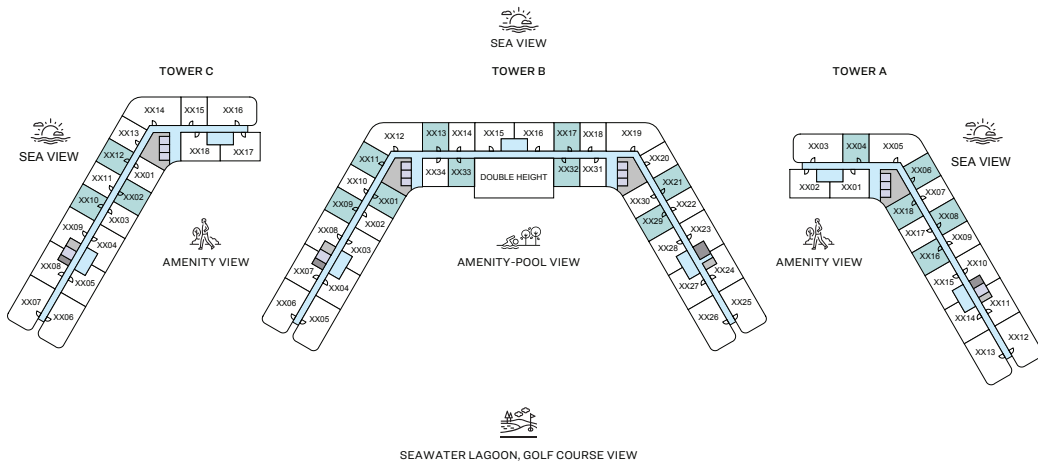 SEA VIEW
TOWER C
TOWER B
TOWER A
SEA VIEW
SEA VIEW
XX14
XX15
XX16
XX13
XX12
XX11
XX10
XX09
XX08
XX07
XX06
XX05
XX04
XX03
XX02
XX01
XX18
XX17
AMENITY VIEW
XX12
XX13
XX14
XX15
XX16
XX17
XX18
XX19
XX11
XX10
XX09
XX08
XX07
XX06
XX05
XX04
XX03
XX02
XX01
XX34
XX33
DOUBLE HEIGHT
XX32
XX31
XX30
XX20
XX21
XX22
XX23
XX24
XX25
XX26
XX27
XX28
XX29
AMENITY-POOL VIEW
XX03
XX04
XX05
XX02
XX01
XX06
XX07
XX08
XX09
XX10
XX11
XX12
XX13
XX14
XX15
XX16
XX17
XX18
AMENITY VIEW
SEAWATER LAGOON, GOLF COURSE VIEW